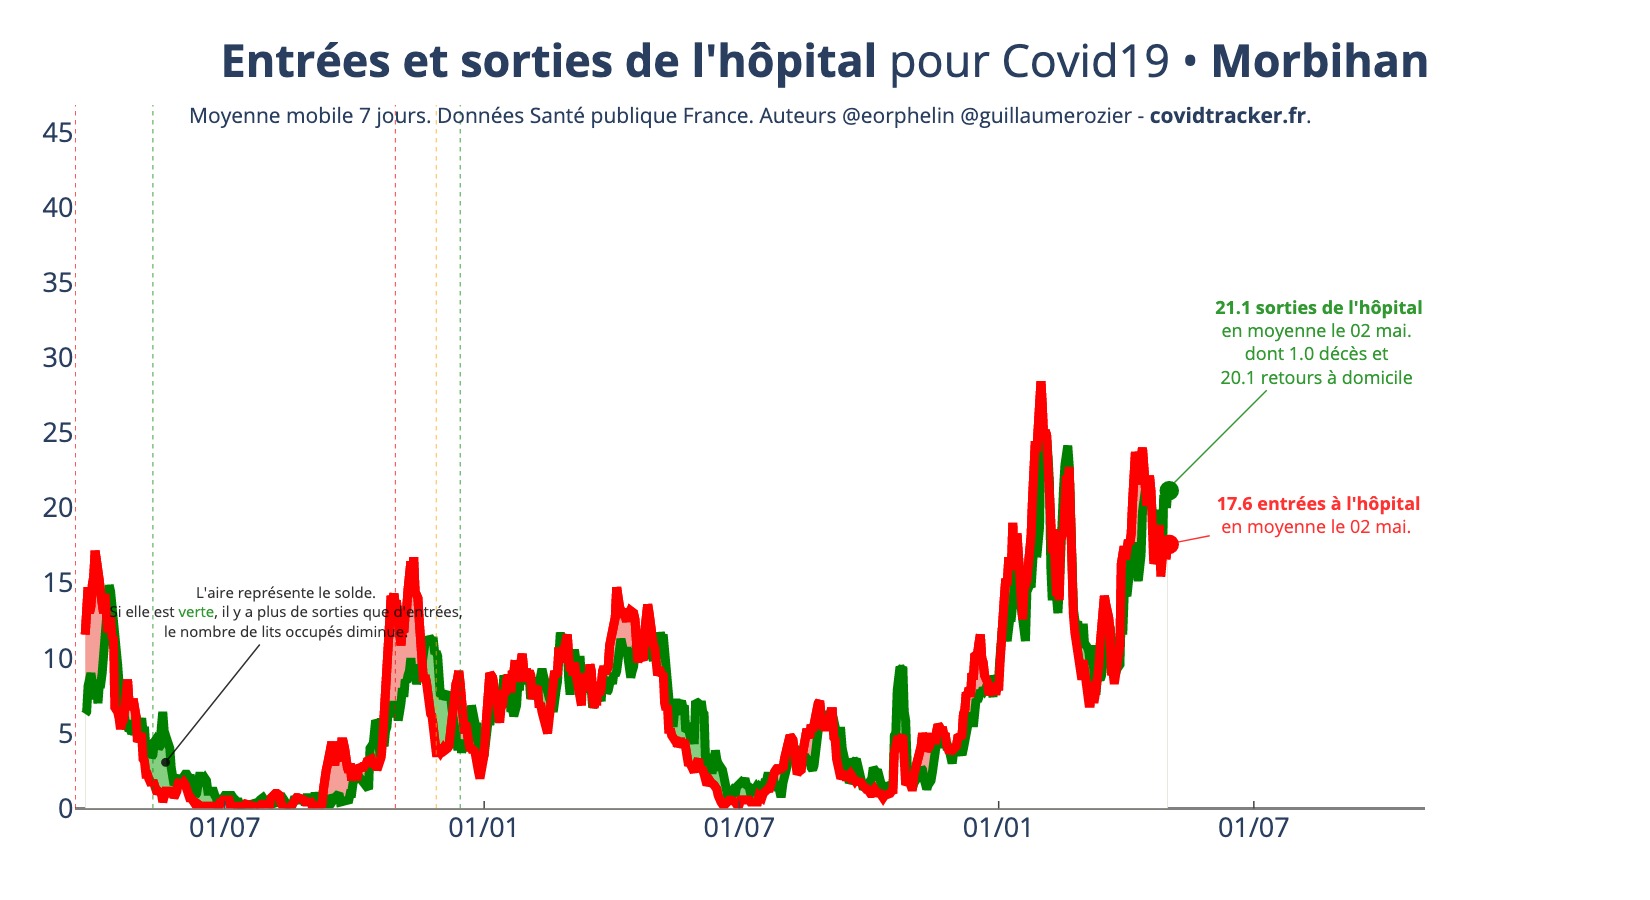 Entrées et sorties de l'hôpital pour Covid19 • Morbihan
Moyenne mobile 7 jours. Données Santé publique France. Auteurs @eorphelin @guillaumerozier - covidtracker.fr.
45
40
35
30
25
20
15
10
5
0
21.1 sorties de l'hôpital
en moyenne le 02 mai.
dont 1.0 décès et
20.1 retours à domicile
17.6 entrées à l'hôpital
en moyenne le 02 mai.
L'aire représente le solde.
Si elle est verte, il y a plus de sorties que d'entrées,
le nombre de lits occupés diminue.
01/07
01/01
01/07
01/01
01/07